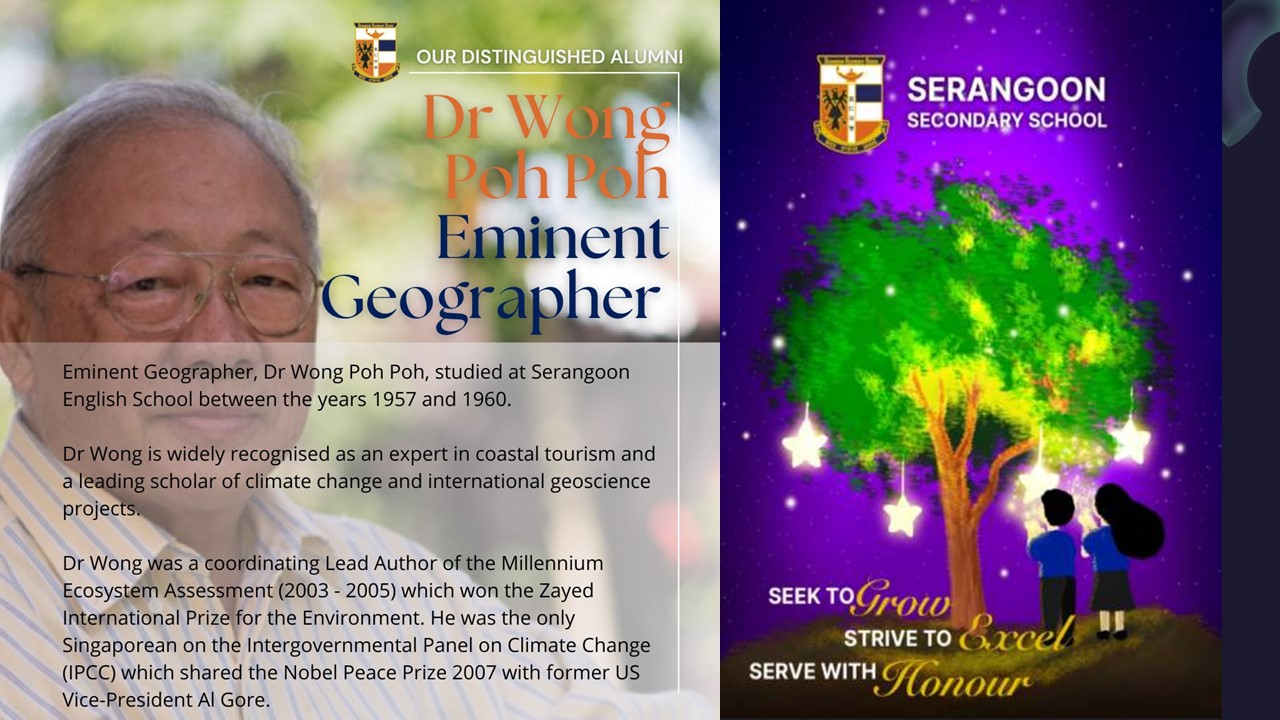 OUR DISTINGUISHED ALUMNI
Dr Wong
Poh Poh
Eminent
Geographer
Eminent Geographer, Dr Wong Poh Poh, studied at Serangoon
English School between the years 1957 and 1960.
Dr Wong is widely recognised as an expert in coastal tourism and
a leading scholar of climate change and international geoscience
projects.
Dr Wong was a coordinating Lead Author of the Millennium
Ecosystem Assessment (2003 - 2005) which won the Zayed
International Prize for the Environment. He was the only
Singaporean on the Intergovernmental Panel on Climate Change
(IPCC) which shared the Nobel Peace Prize 2007 with former US
Vice-President Al Gore.
SERANGOON
SECONDARY SCHOOL
SEEK TO Grow
STRIVE TO Excel
SERVE WITH Honour